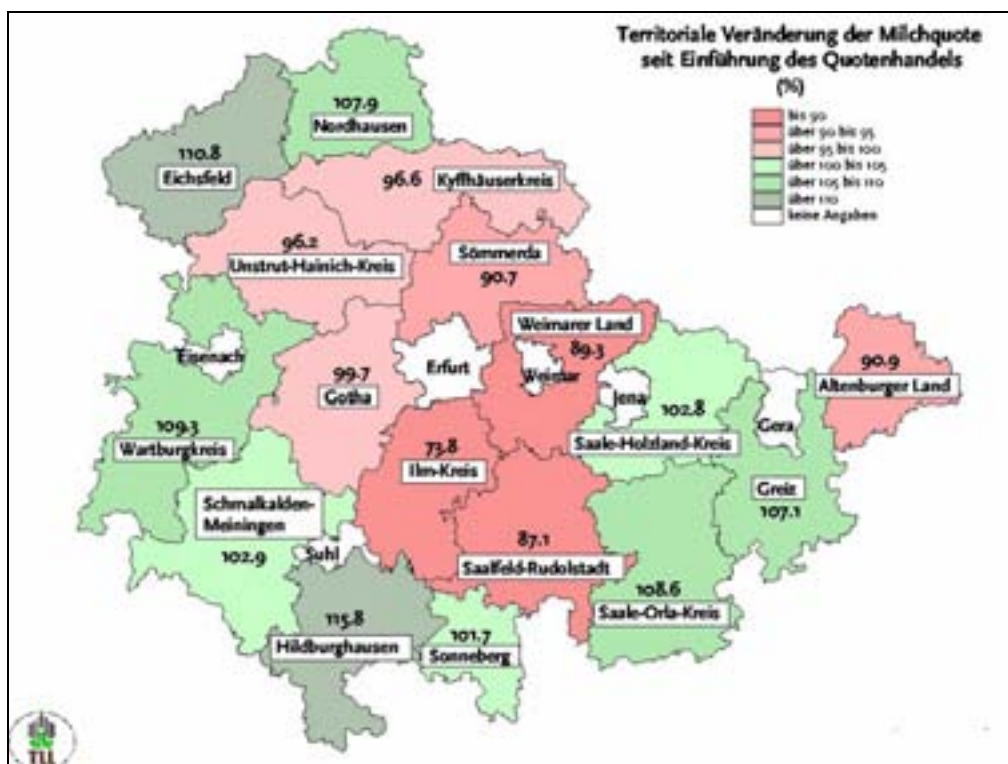 Territoriale Veränderung der Milchquote
seit Einführung des Quotenhandels
(%)
bis 90
über 90 bis 95
über 95 bis 100
über 100 bis 105
über 105 bis 110
über 110
keine Angaben
107.9
Nordhausen
110.8
Eichsfeld
96.6 Kyffhäuserkreis
96.2
Unstrut-Hainich-Kreis
Sömmerda
90.7
Weimarer Land
89.3
Eisenach
Erfurt
Weimar
99.7
Gotha
Jena
90.9
Altenburger Land
102.8
Saale-Holzland-Kreis
Gera
109.3
Wartburgkreis
73.8
Ilm-Kreis
Greiz
107.1
Schmalkalden-
Meiningen
102.9
Suhl
87.1
Saalfeld-Rudolstadt
108.6
Saale-Orla-Kreis
115.8
Hildburghausen
101.7
Sonneberg
TLL